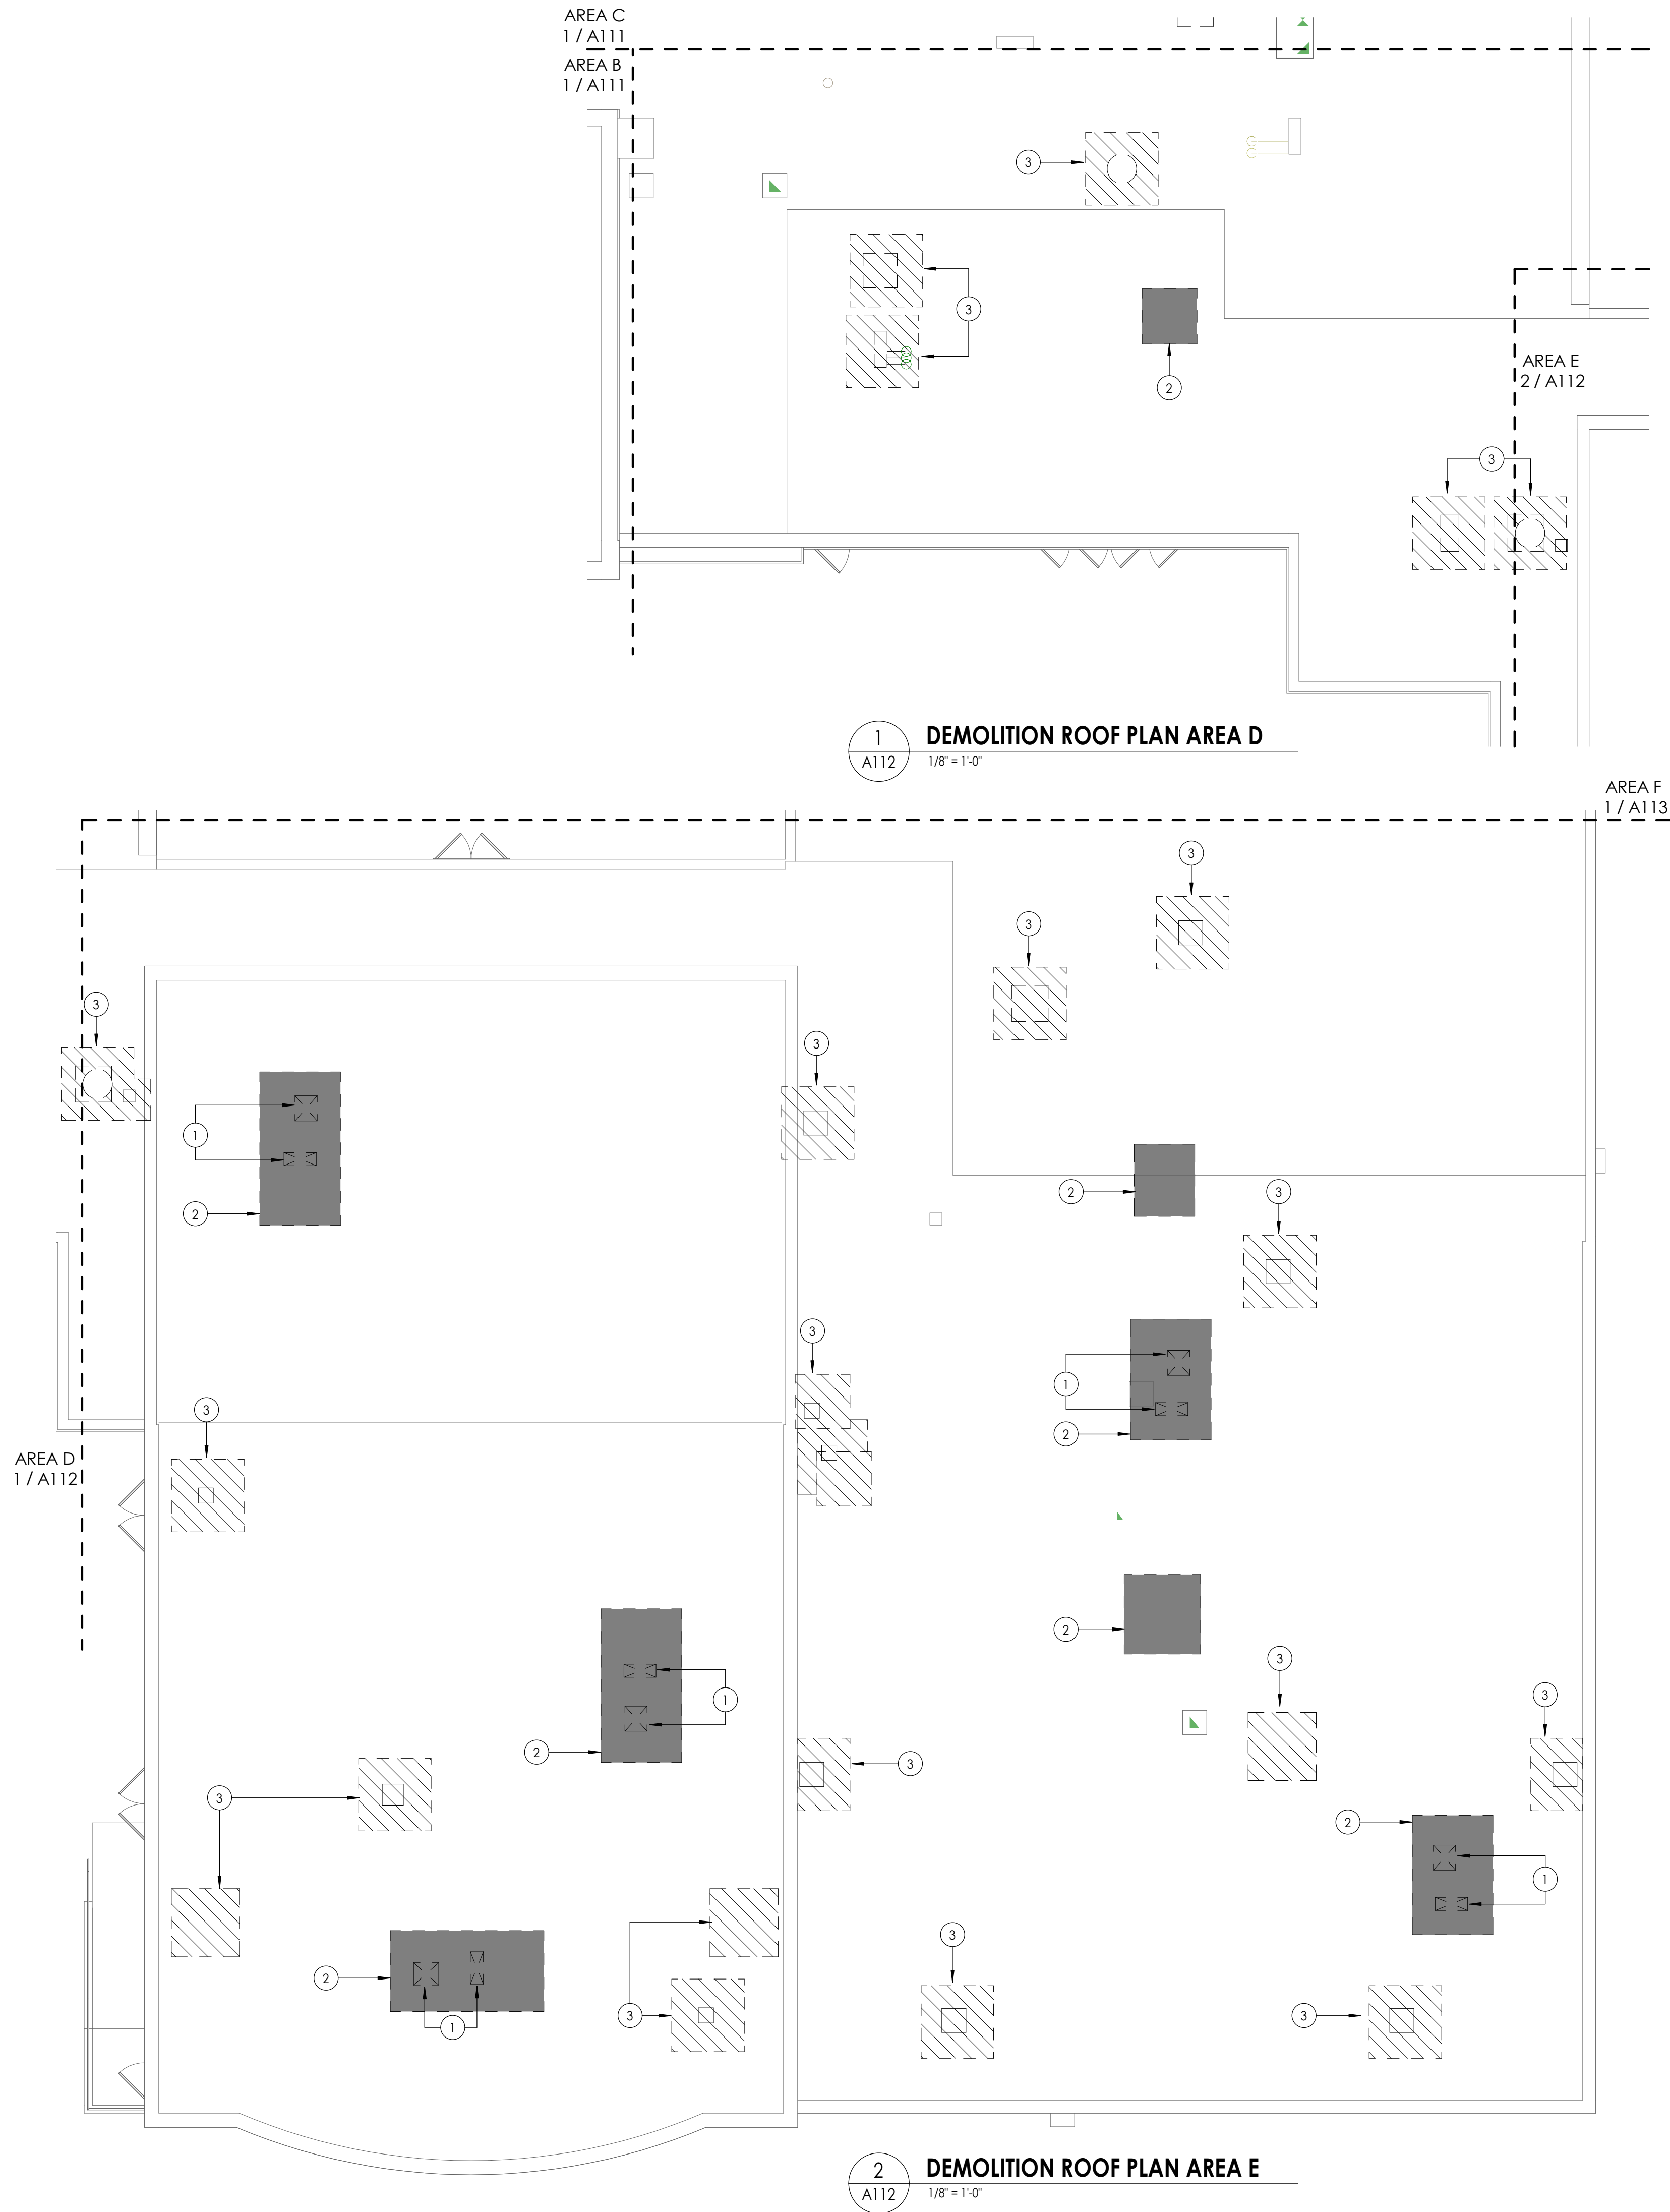 AREA C
1 / A111
AREA B
1 / A111
3
3
2
AREA E
2 / A112
3
1
A112
DEMOLITION ROOF PLAN AREA D
1/8" = 1'-0"
AREA F
1 / A113
3
3
3
3
1
2
3
2
3
3
1
2
3
AREA D
1 / A112
2
3
1
3
2
3
3
2
1
3
2
1
3
3
3
2
A112
DEMOLITION ROOF PLAN AREA E
1/8" = 1'-0"